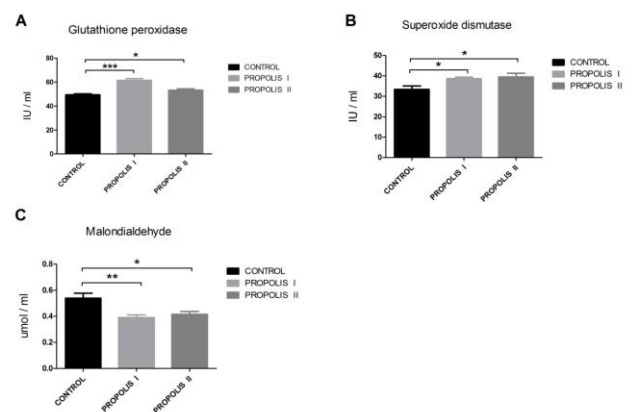 A
Glutathione peroxidase
*
***
CONTROL
PROPOLIS I
PROPOLIS II
80
60
40
20
0
IU / ml
CONTROL
PROPOLIS I
PROPOLIS II
B
Superoxide dismutase
*
*
CONTROL
PROPOLIS I
PROPOLIS II
50
40
30
20
10
0
IU / ml
CONTROL
PROPOLIS I
PROPOLIS II
C
Malondialdehyde
*
**
CONTROL
PROPOLIS I
PROPOLIS II
0.8
0.6
0.4
0.2
0.0
umol / ml
CONTROL
PROPOLIS I
PROPOLIS II